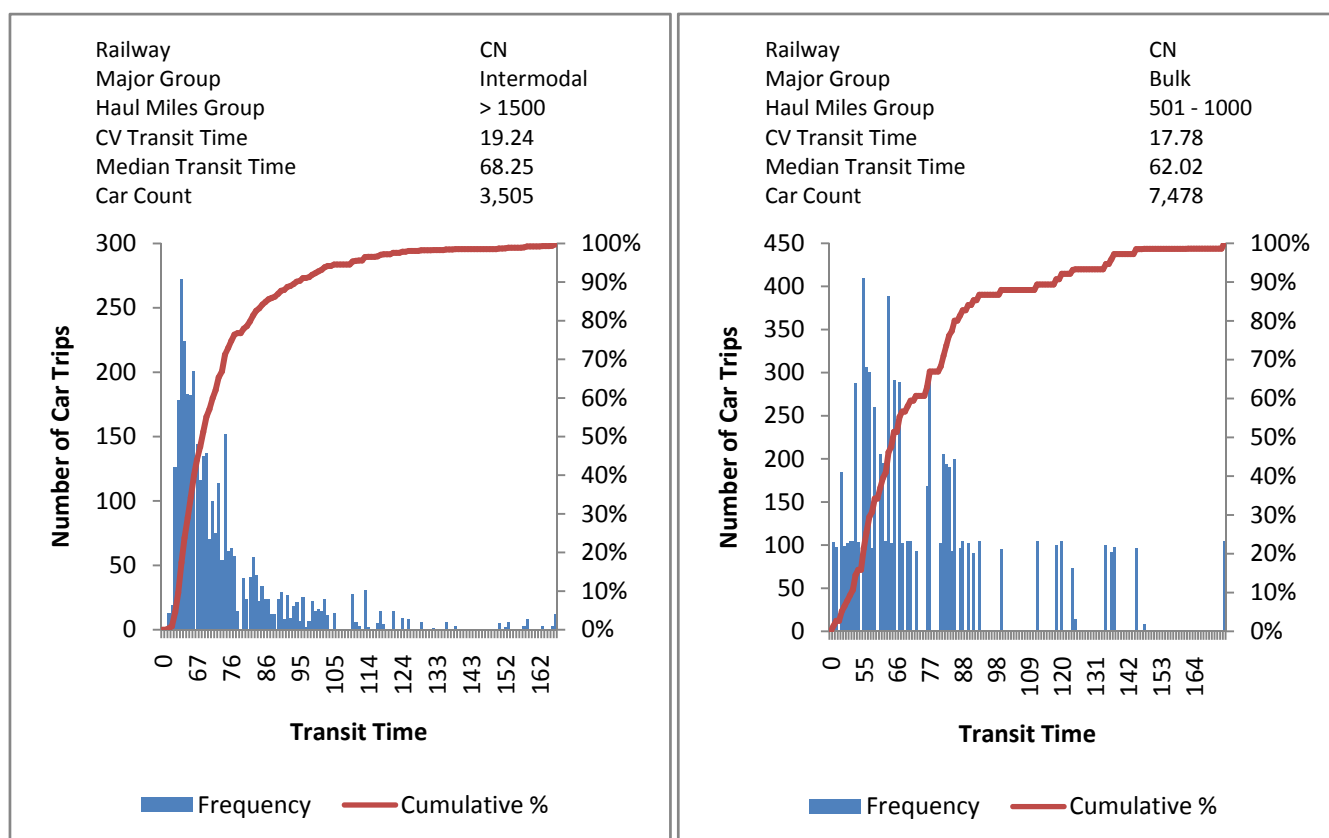 Railway CN
Major Group Intermodal
Haul Miles Group > 1500
CV Transit Time 19.24
Median Transit Time 68.25
Car Count 3,505
300
250
200
150
100
50
0
100%
90%
80%
70%
60%
50%
40%
30%
20%
10%
0%
Number of Car Trips
0 67 76 86 95 105 114 124 133 143 152 162
Transit Time
Frequency Cumulative %
Railway CN
Major Group Bulk
Haul Miles Group 501 - 1000
CV Transit Time 17.78
Median Transit Time 62.02
Car Count 7,478
450
400
350
300
250
200
150
100
50
0
100%
90%
80%
70%
60%
50%
40%
30%
20%
10%
0%
Number of Car Trips
0 55 66 77 88 98 109 120 131 142 153 164
Transit Time
Frequency Cumulative %